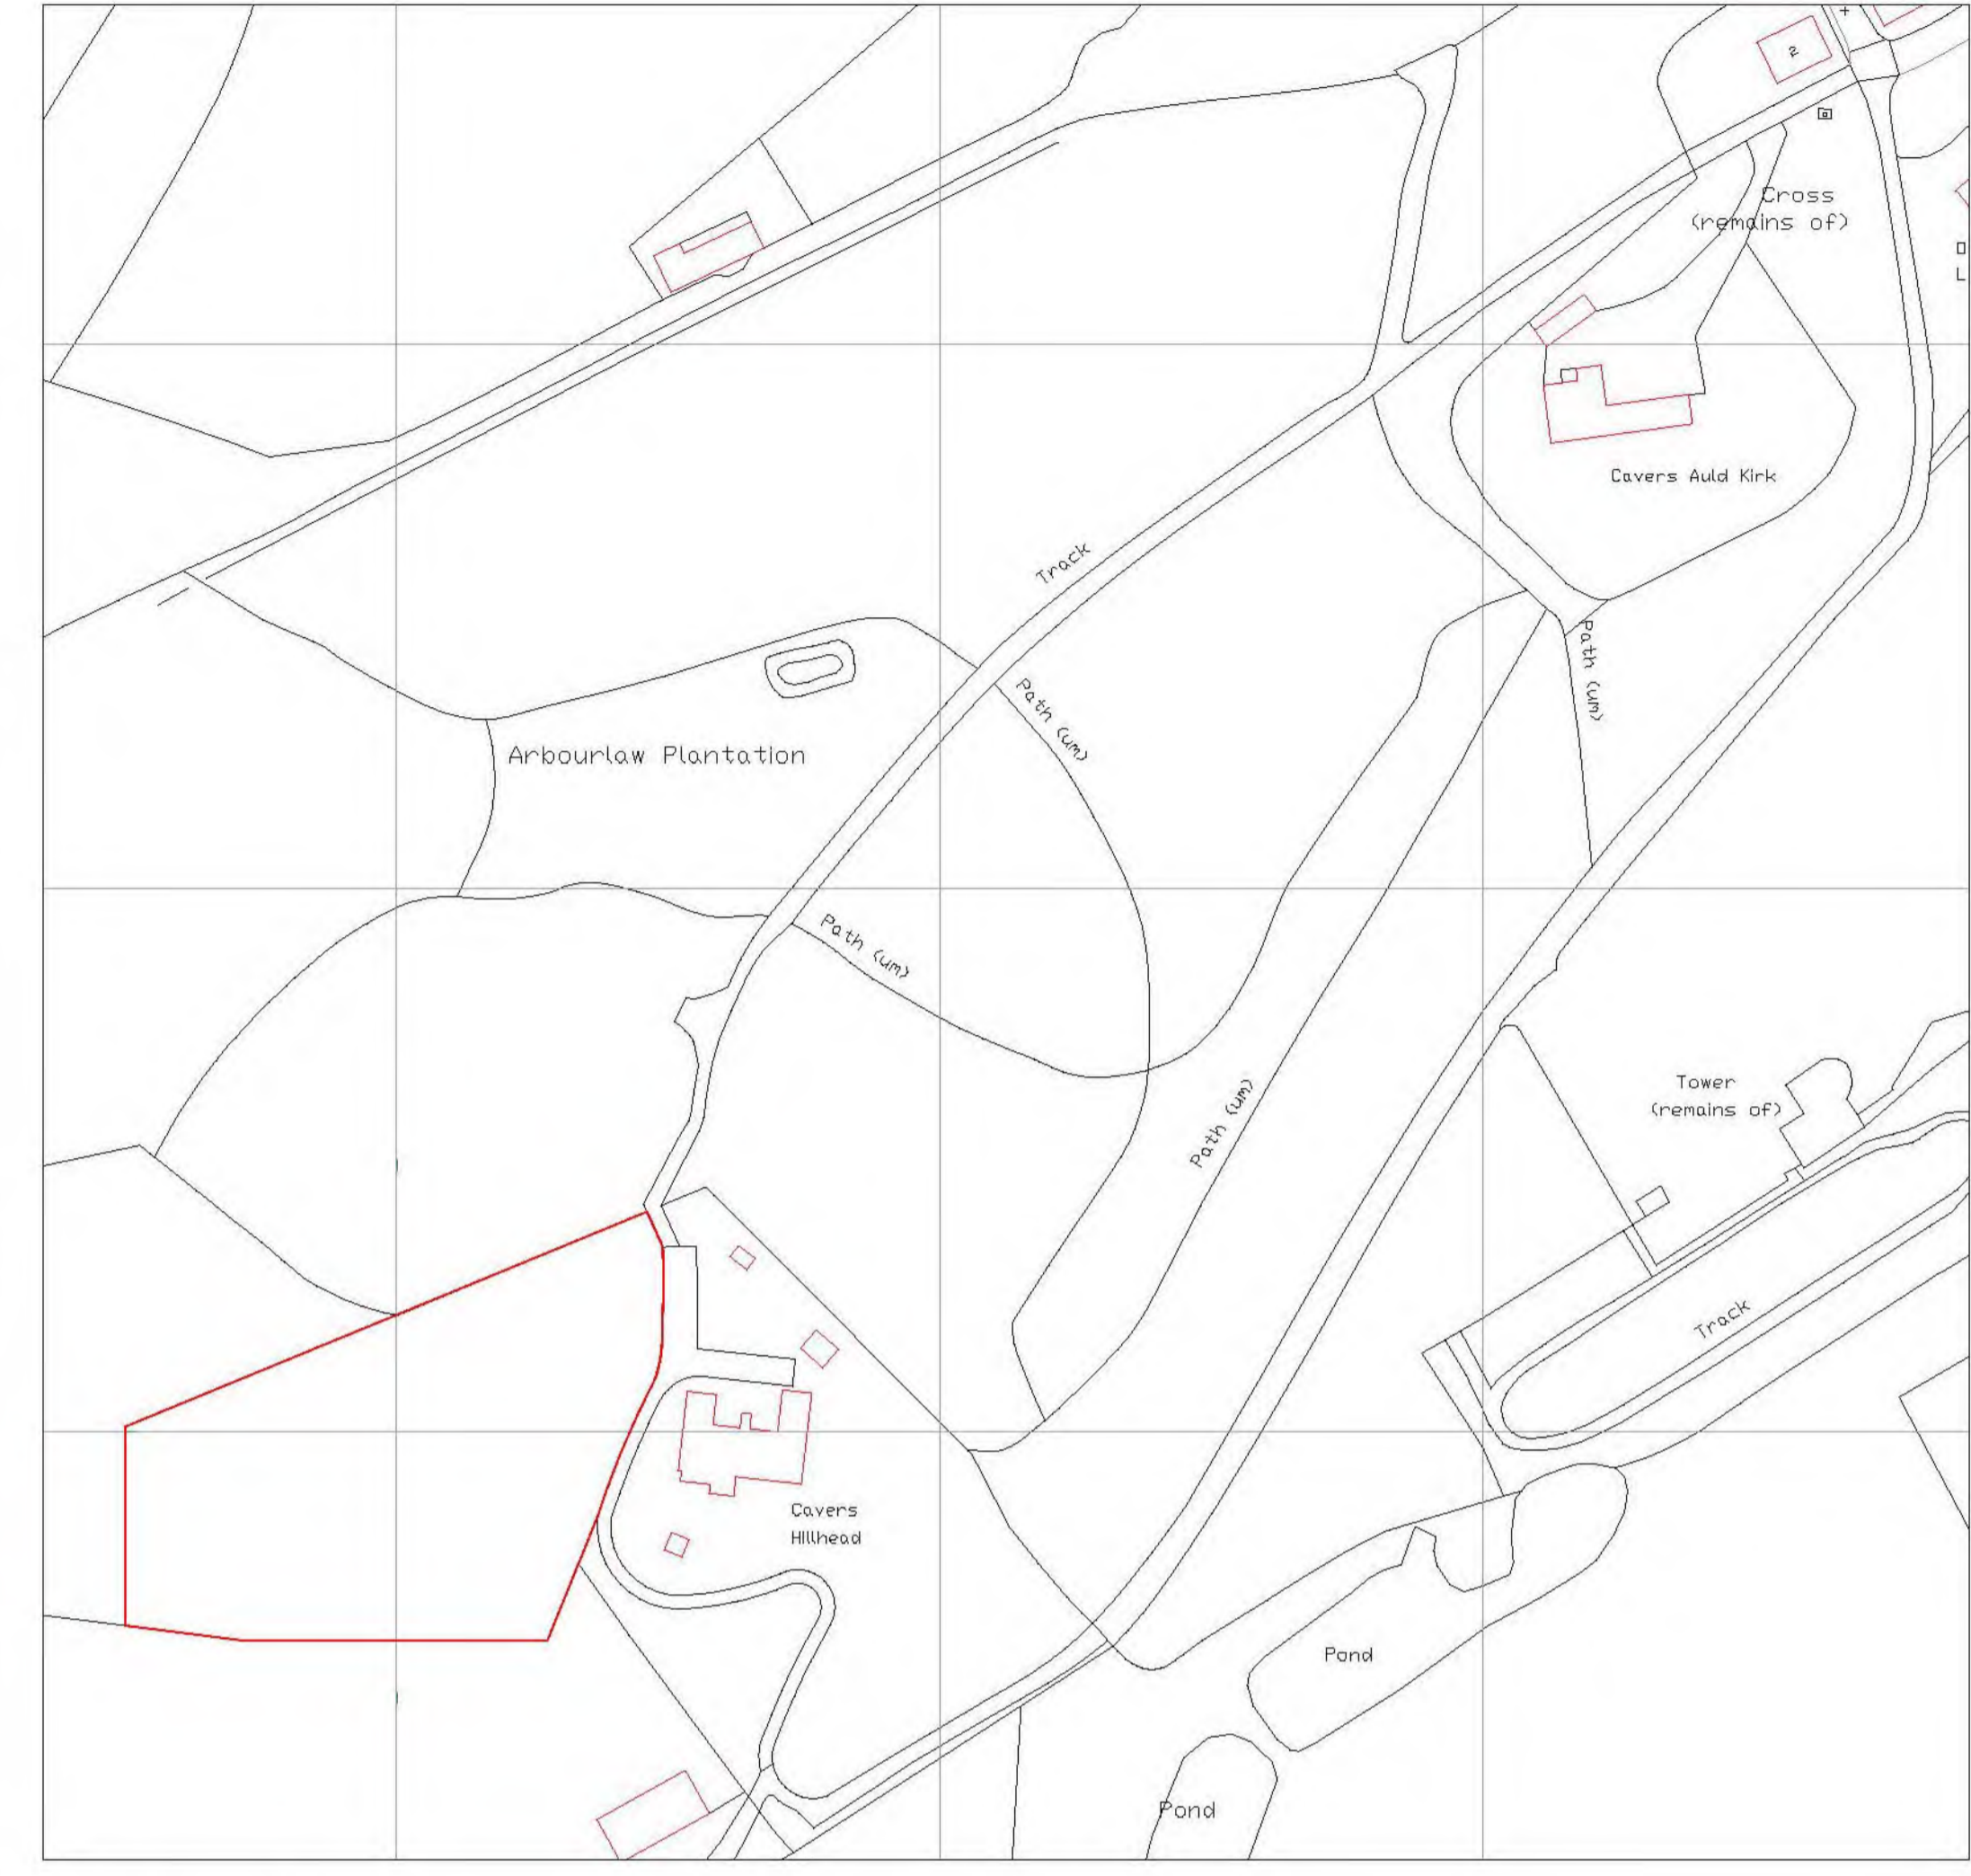 +
2
Cross
(remains of)
L
Cavers Auld Kirk
Track
Path (um)
Path (um)
Arbourlaw Plantation
Path (um)
Path (um)
Tower
(remains of)
Track
Cavers
HIllhead
Pond
Pond